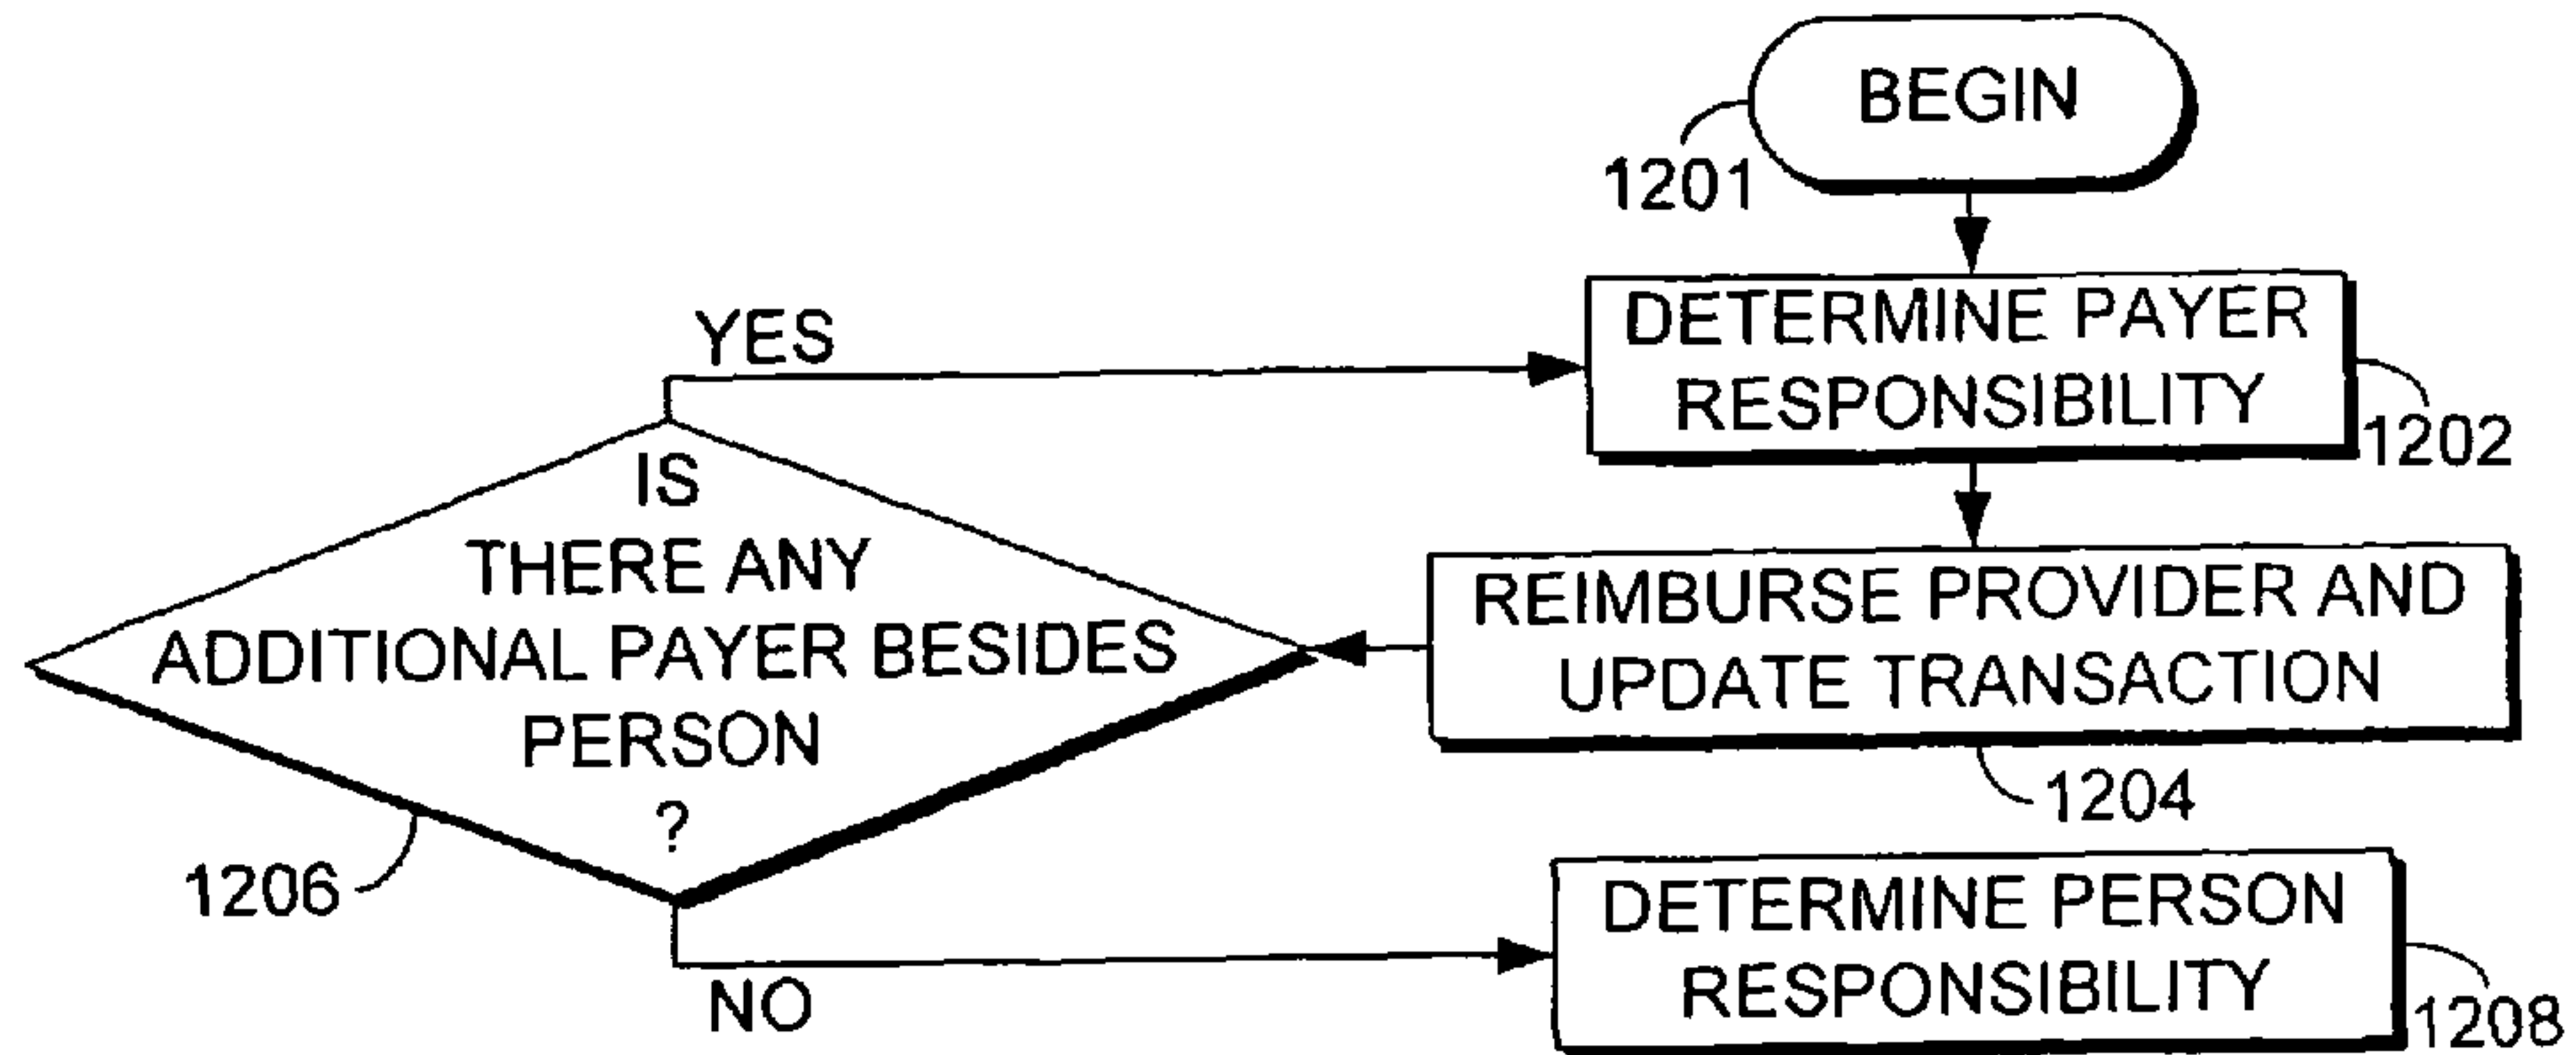 BEGIN
1201
DETERMINE PAYER
RESPONSIBILITY
1202
REIMBURSE PROVIDER AND
UPDATE TRANSACTION
1204
YES
IS
THERE ANY
ADDITIONAL PAYER BESIDES
PERSON
?
1206
NO
DETERMINE PERSON
RESPONSIBILITY
1208